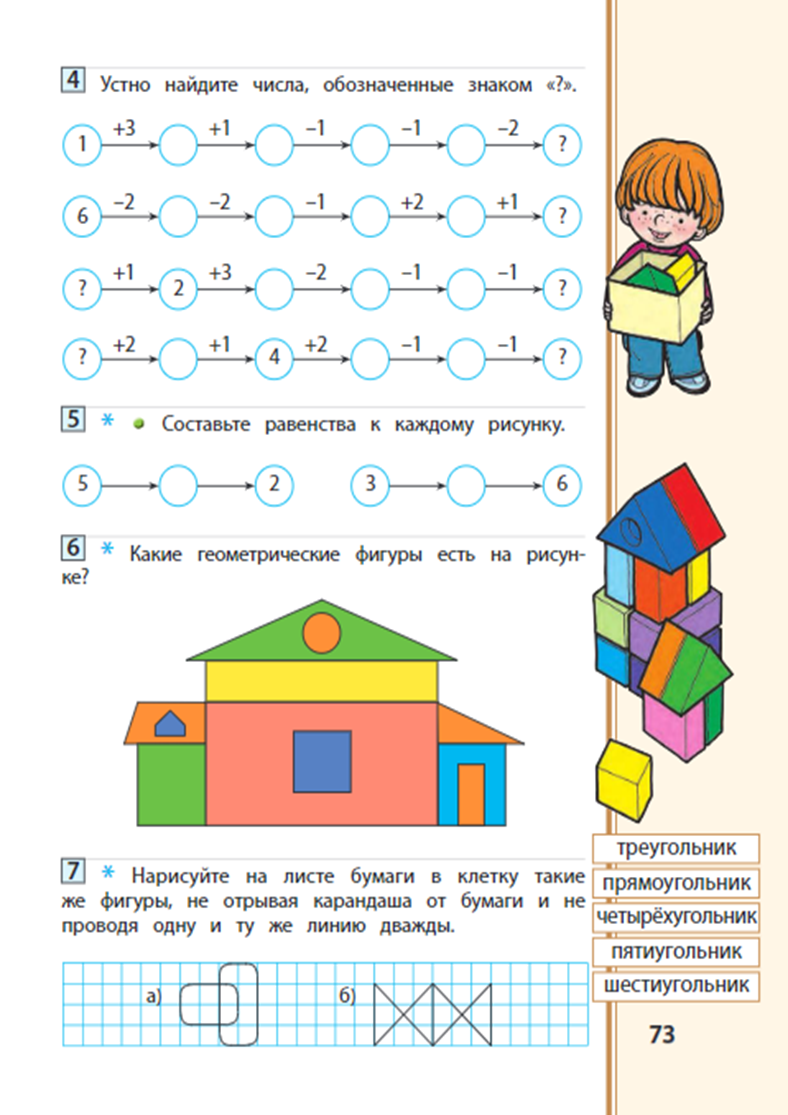 4 Устно найдите числа, обозначенные знаком «?».
+3 +1 –1 –1 –2
1 ?
–2 –2 –1 +2 +1
6 ?
+1 +3 –2 –1 –1
? 2 ?
+2 +1 +2 –1 –1
? 4 ?
5 * Составьте равенства к каждому рисунку.
5 2 3 6
6 * Какие геометрические фигуры есть на рисун-
ке?
7 * Нарисуйте на листе бумаги в клетку такие
же фигуры, не отрывая карандаша от бумаги и не
проводя одну и ту же линию дважды.
а) б)
треугольник
прямоугольник
четырёхугольник
пятиугольник
шестиугольник
73